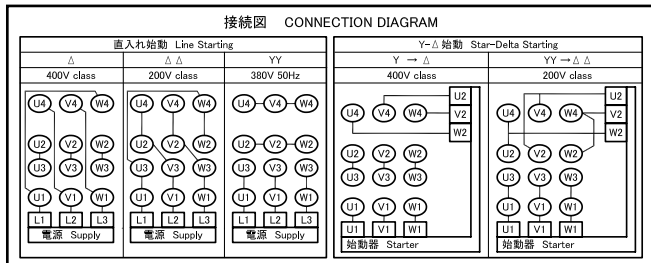 接続図 CONNECTION DIAGRAM
直入れ始動 Line Starting
Y-Δ 始動 Star-Delta Starting
Δ
Δ Δ
YY
Y → Δ
YY → Δ Δ
400V class
200V class
380V 50Hz
400V class
200V class
U4 V4 W4
U2 V2 W2
U3 V3 W3
U1 V1 W1
L1 L2 L3
電源 Supply
U4 V4 W4
U2 V2 W2
U3 V3 W3
U1 V1 W1
L1 L2 L3
電源 Supply
U4 V4 W4
U2 V2 W2
U3 V3 W3
U1 V1 W1
L1 L2 L3
電源 Supply
U2
V2
W2
U4 V4 W4
U2 V2 W2
U3 V3 W3
U1 V1 W1
U1 V1 W1
始動器 Starter
U2
V2
W2
U4 V4 W4
U2 V2 W2
U3 V3 W3
U1 V1 W1
U1 V1 W1
始動器 Starter